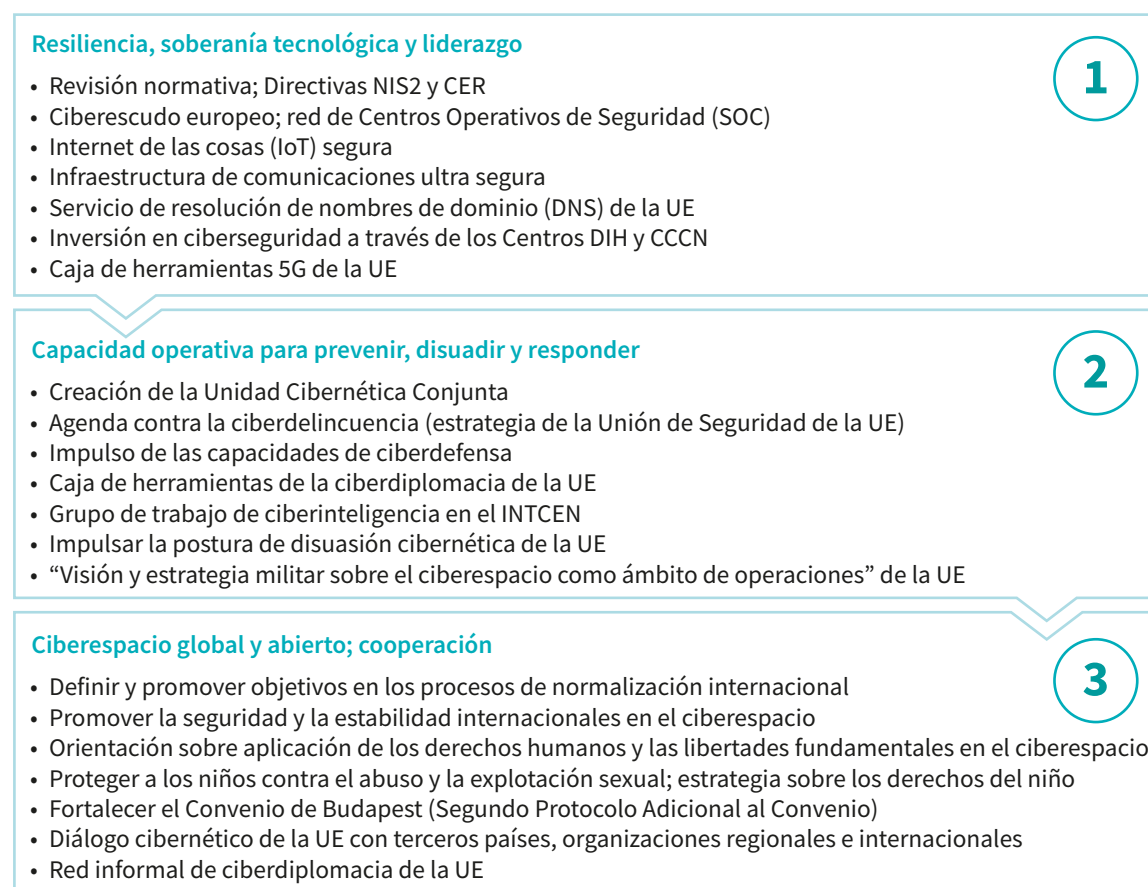 Resiliencia, soberanía tecnológica y liderazgo
1
• Revisión normativa; Directivas NIS2 y CER
• Ciberescudo europeo; red de Centros Operativos de Seguridad (SOC)
• Internet de las cosas (IoT) segura
• Infraestructura de comunicaciones ultra segura
• Servicio de resolución de nombres de dominio (DNS) de la UE
• Inversión en ciberseguridad a través de los Centros DIH y CCCN
• Caja de herramientas 5G de la UE
Capacidad operativa para prevenir, disuadir y responder
2
• Creación de la Unidad Cibernética Conjunta
• Agenda contra la ciberdelincuencia (estrategia de la Unión de Seguridad de la UE)
• Impulso de las capacidades de ciberdefensa
• Caja de herramientas de la ciberdiplomacia de la UE
• Grupo de trabajo de ciberinteligencia en el INTCEN
• Impulsar la postura de disuasión cibernética de la UE
• “Visión y estrategia militar sobre el ciberespacio como ámbito de operaciones” de la UE
Ciberespacio global y abierto; cooperación
3
• Definir y promover objetivos en los procesos de normalización internacional
• Promover la seguridad y la estabilidad internacionales en el ciberespacio
• Orientación sobre aplicación de los derechos humanos y las libertades fundamentales en el ciberespacio
• Proteger a los niños contra el abuso y la explotación sexual; estrategia sobre los derechos del niño
• Fortalecer el Convenio de Budapest (Segundo Protocolo Adicional al Convenio)
• Diálogo cibernético de la UE con terceros países, organizaciones regionales e internacionales
• Red informal de ciberdiplomacia de la UE